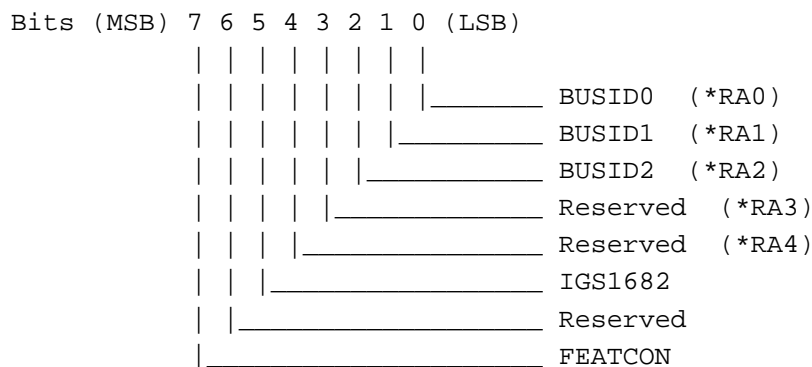 Bits (MSB) 7 6 5 4 3 2 1 0 (LSB)
BUSID0 (*RA0)
BUSID1 (*RA1)
BUSID2 (*RA2)
Reserved (*RA3)
Reserved (*RA4)
IGS1682
Reserved
FEATCON